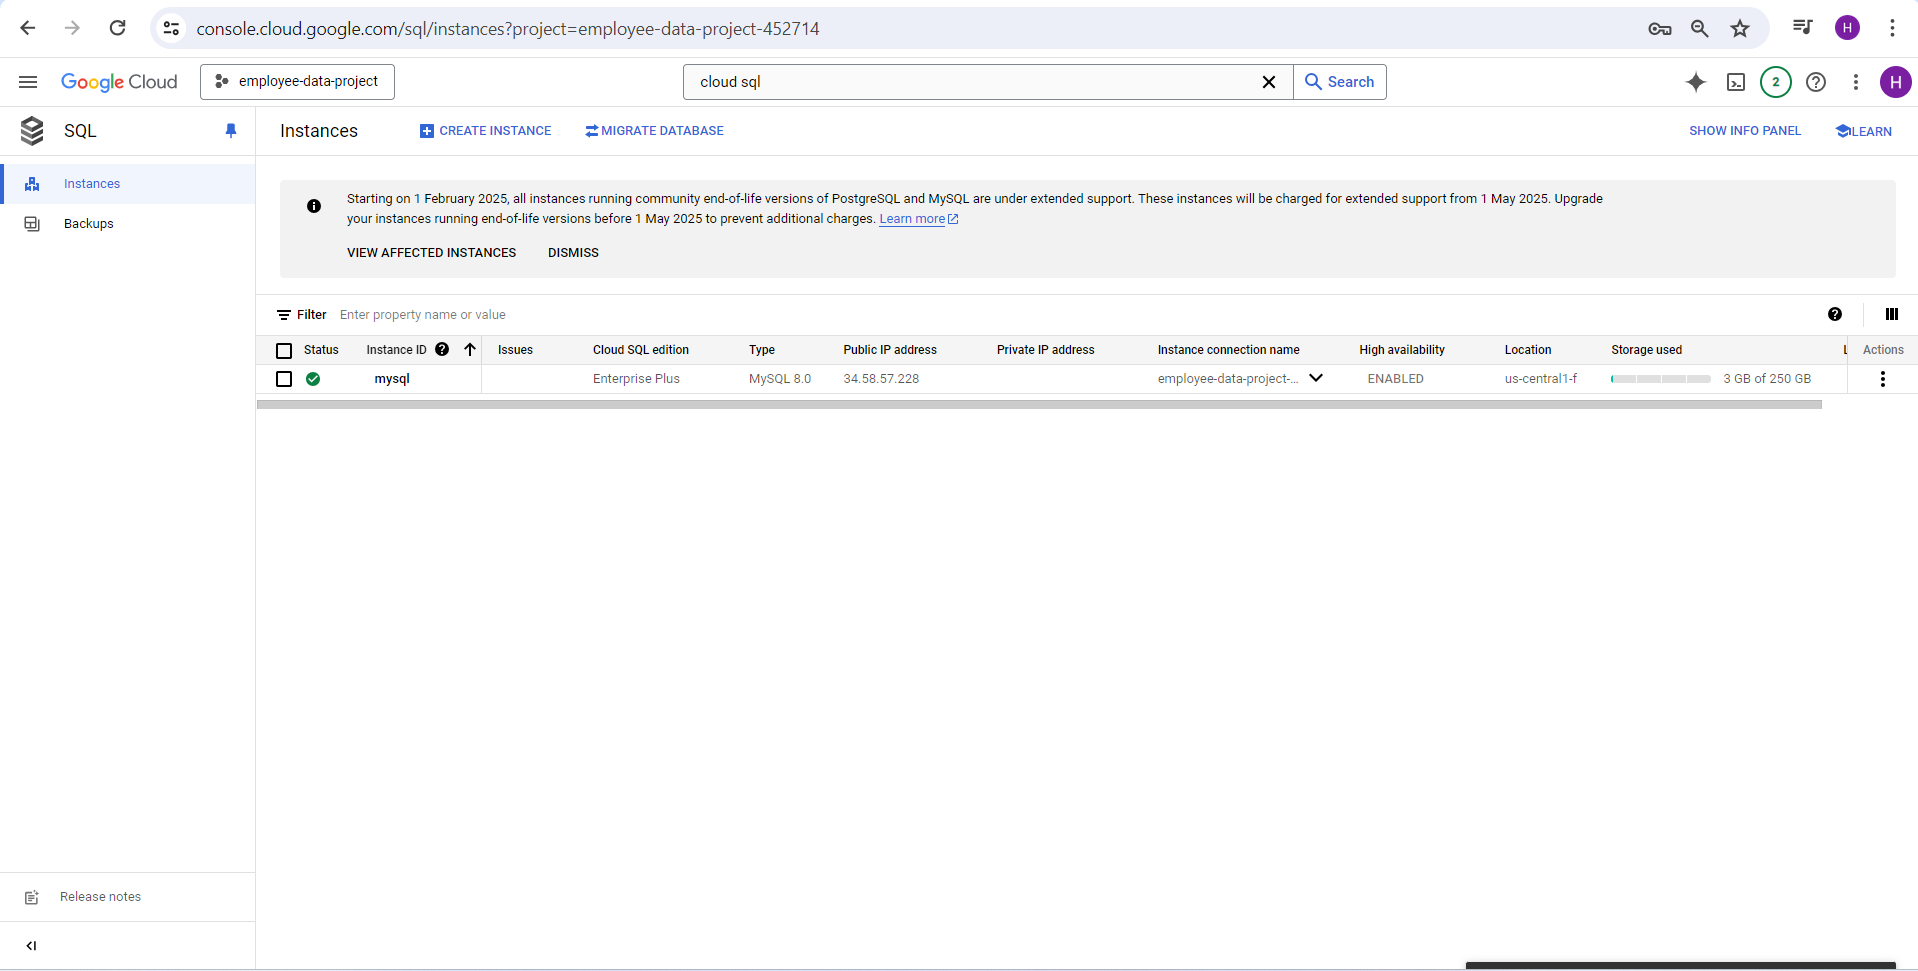 console.cloud.google.com/sql/instances?project=employee-data-project-452714
H
Google Cloud
employee-data-project
cloud sql
Search
2
H
SQL
Instances
CREATE INSTANCE
MIGRATE DATABASE
SHOW INFO PANEL
LEARN
Instances
Backups
Starting on 1 February 2025, all instances running community end-of-life versions of PostgreSQL and MySQL are under extended support. These instances will be charged for extended support from 1 May 2025. Upgrade
your instances running end-of-life versions before 1 May 2025 to prevent additional charges. Learn more
VIEW AFFECTED INSTANCES DISMISS
Filter Enter property name or value
Status Instance ID Issues Cloud SQL edition Type Public IP address Private IP address Instance connection name High availability Location Storage used Actions
mysql Enterprise Plus MySQL 8.0 34.58.57.228 employee-data-project-... ENABLED us-central1-f 3 GB of 250 GB
Release notes